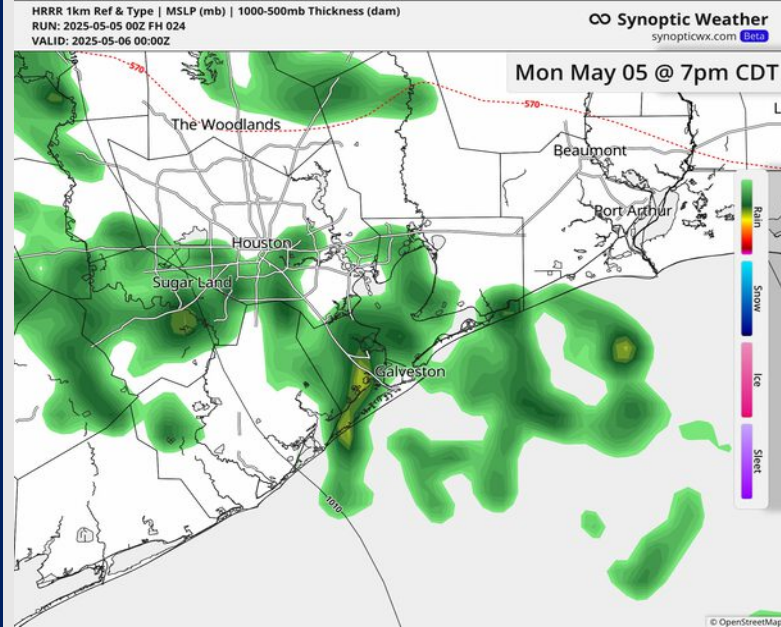 HRRR 1km Ref & Type | MSLP (mb) | 1000-500mb Thickness (dam)
RUN: 2025-05-05 00Z FH 024
VALID: 2025-05-06 00:00Z
Synoptic Weather
synopticwx.com Beta
Mon May 05 @ 7pm CDT
570
570
The Woodlands
Beaumont
Port Arthur
Houston
Sugar Land
Galveston
1010
Rain
Snow
Ice
Sleet
L
© OpenStreetMap